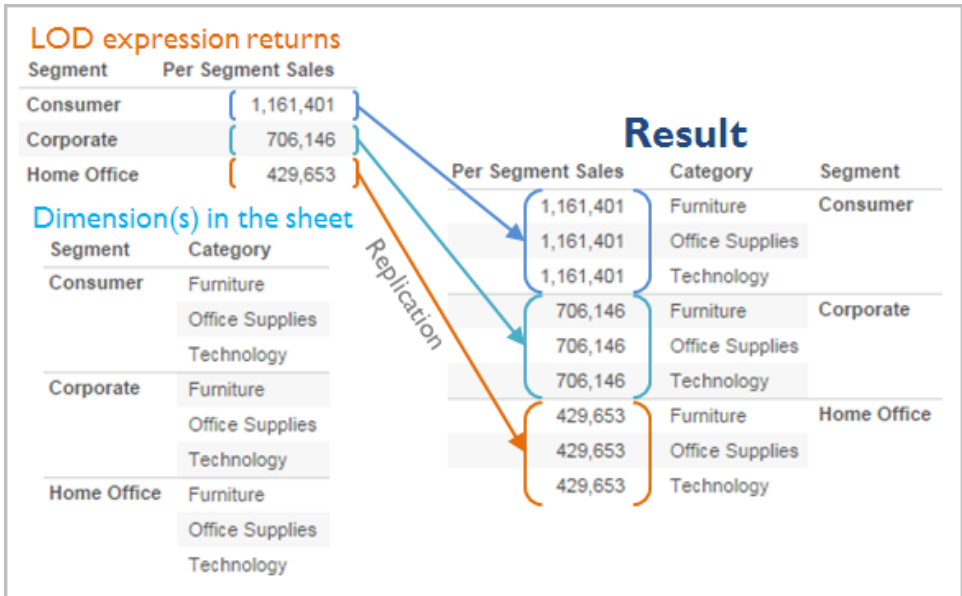 LOD expression returns
Segment Per Segment Sales
Consumer 1,161,401
Corporate 706,146
Home Office 429,653
Dimension(s) in the sheet
Segment Category
Consumer Furniture
Office Supplies
Technology
Corporate Furniture
Office Supplies
Technology
Home Office Furniture
Office Supplies
Technology
Replication
Result
Per Segment Sales Category Segment
1,161,401 Furniture Consumer
1,161,401 Office Supplies
1,161,401 Technology
706,146 Furniture Corporate
706,146 Office Supplies
706,146 Technology
429,653 Furniture Home Office
429,653 Office Supplies
429,653 Technology